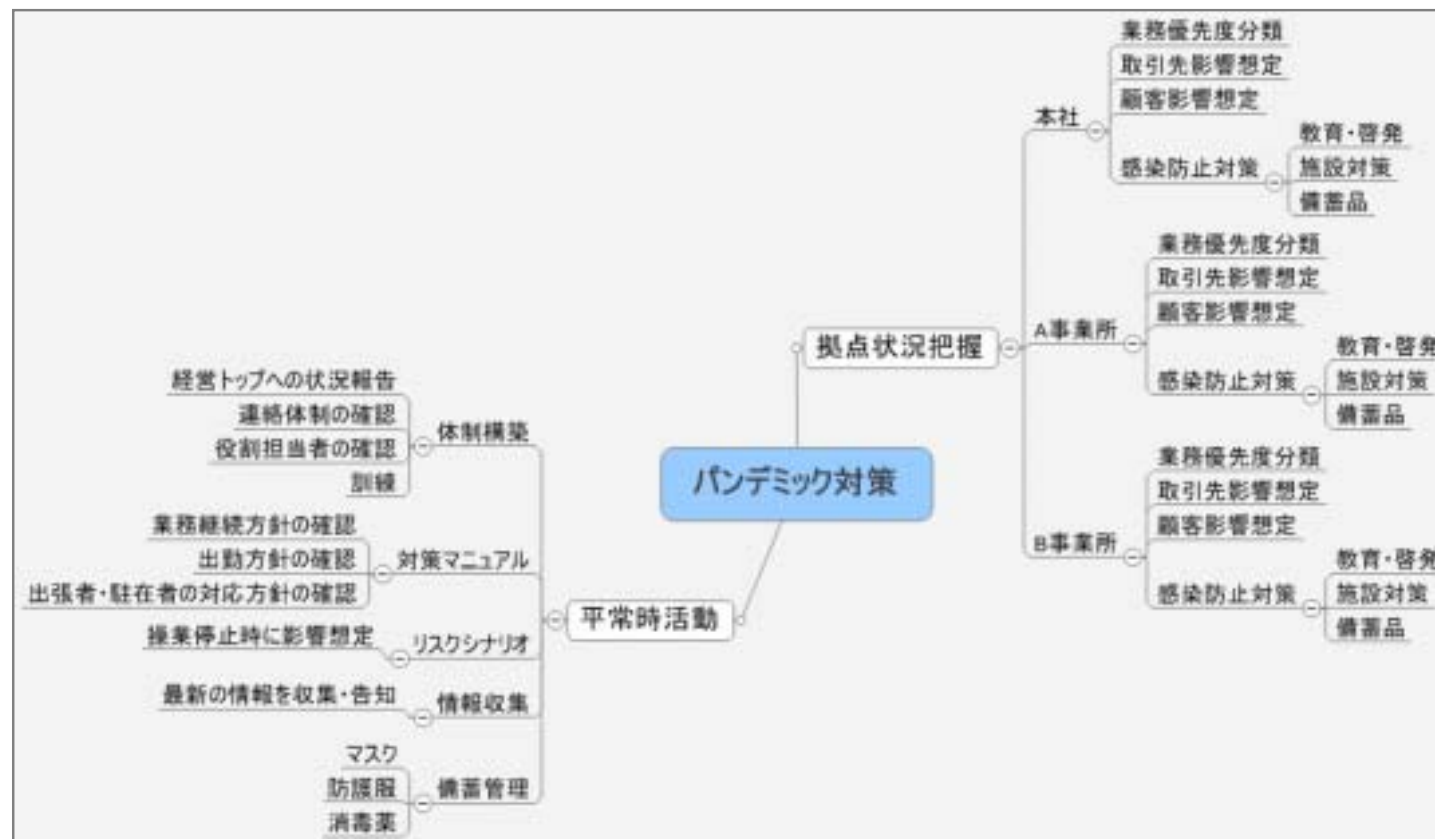 パンデミック対策
拠点状況把握
本社
業務優先度分類
取引先影響想定
顧客影響想定
感染防止対策
教育・啓発
施設対策
備蓄品
A事業所
業務優先度分類
取引先影響想定
顧客影響想定
感染防止対策
教育・啓発
施設対策
備蓄品
B事業所
業務優先度分類
取引先影響想定
顧客影響想定
感染防止対策
教育・啓発
施設対策
備蓄品
平常時活動
体制構築
経営トップへの状況報告
連絡体制の確認
役割担当者の確認
訓練
対策マニュアル
業務継続方針の確認
出勤方針の確認
出張者・駐在者の対応方針の確認
リスクシナリオ
操業停止時に影響想定
情報収集
最新の情報を収集・告知
備蓄管理
マスク
防護服
消毒薬